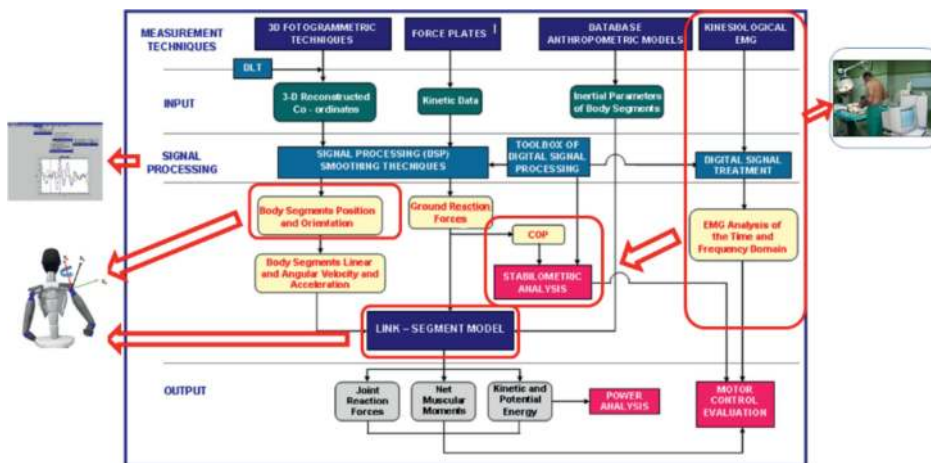 MEASUREMENT
TECHNIQUES
3D FOTOGRAMMETRIC
TECHNIQUES
FORCE PLATES
DATABASE
ANTHROPOMETRIC MODELS
KINESIOLOGICAL
EMG
DLT
INPUT
3-D Reconstructed
Co - ordinates
Kinetic Data
Inertial Parameters
of Body Segments
SIGNAL
PROCESSING
SIGNAL PROCESSING (DSP)
SMOOTHING THECNIQUES
TOOLBOX OF
DIGITAL SIGNAL
PROCESSING
DIGITAL SIGNAL
TREATMENT
Body Segments Position
and Orientation
Ground Reaction
Forces
COP
EMG Analysis of
the Time and
Frequency Domain
Body Segments Linear
and Angular Velocity and
Acceleration
STABILOMETRIC
ANALYSIS
LINK – SEGMENT MODEL
OUTPUT
Joint
Reaction
Forces
Net
Muscular
Moments
Kinetic and
Potential
Energy
POWER
ANALYSIS
MOTOR
CONTROL
EVALUATION